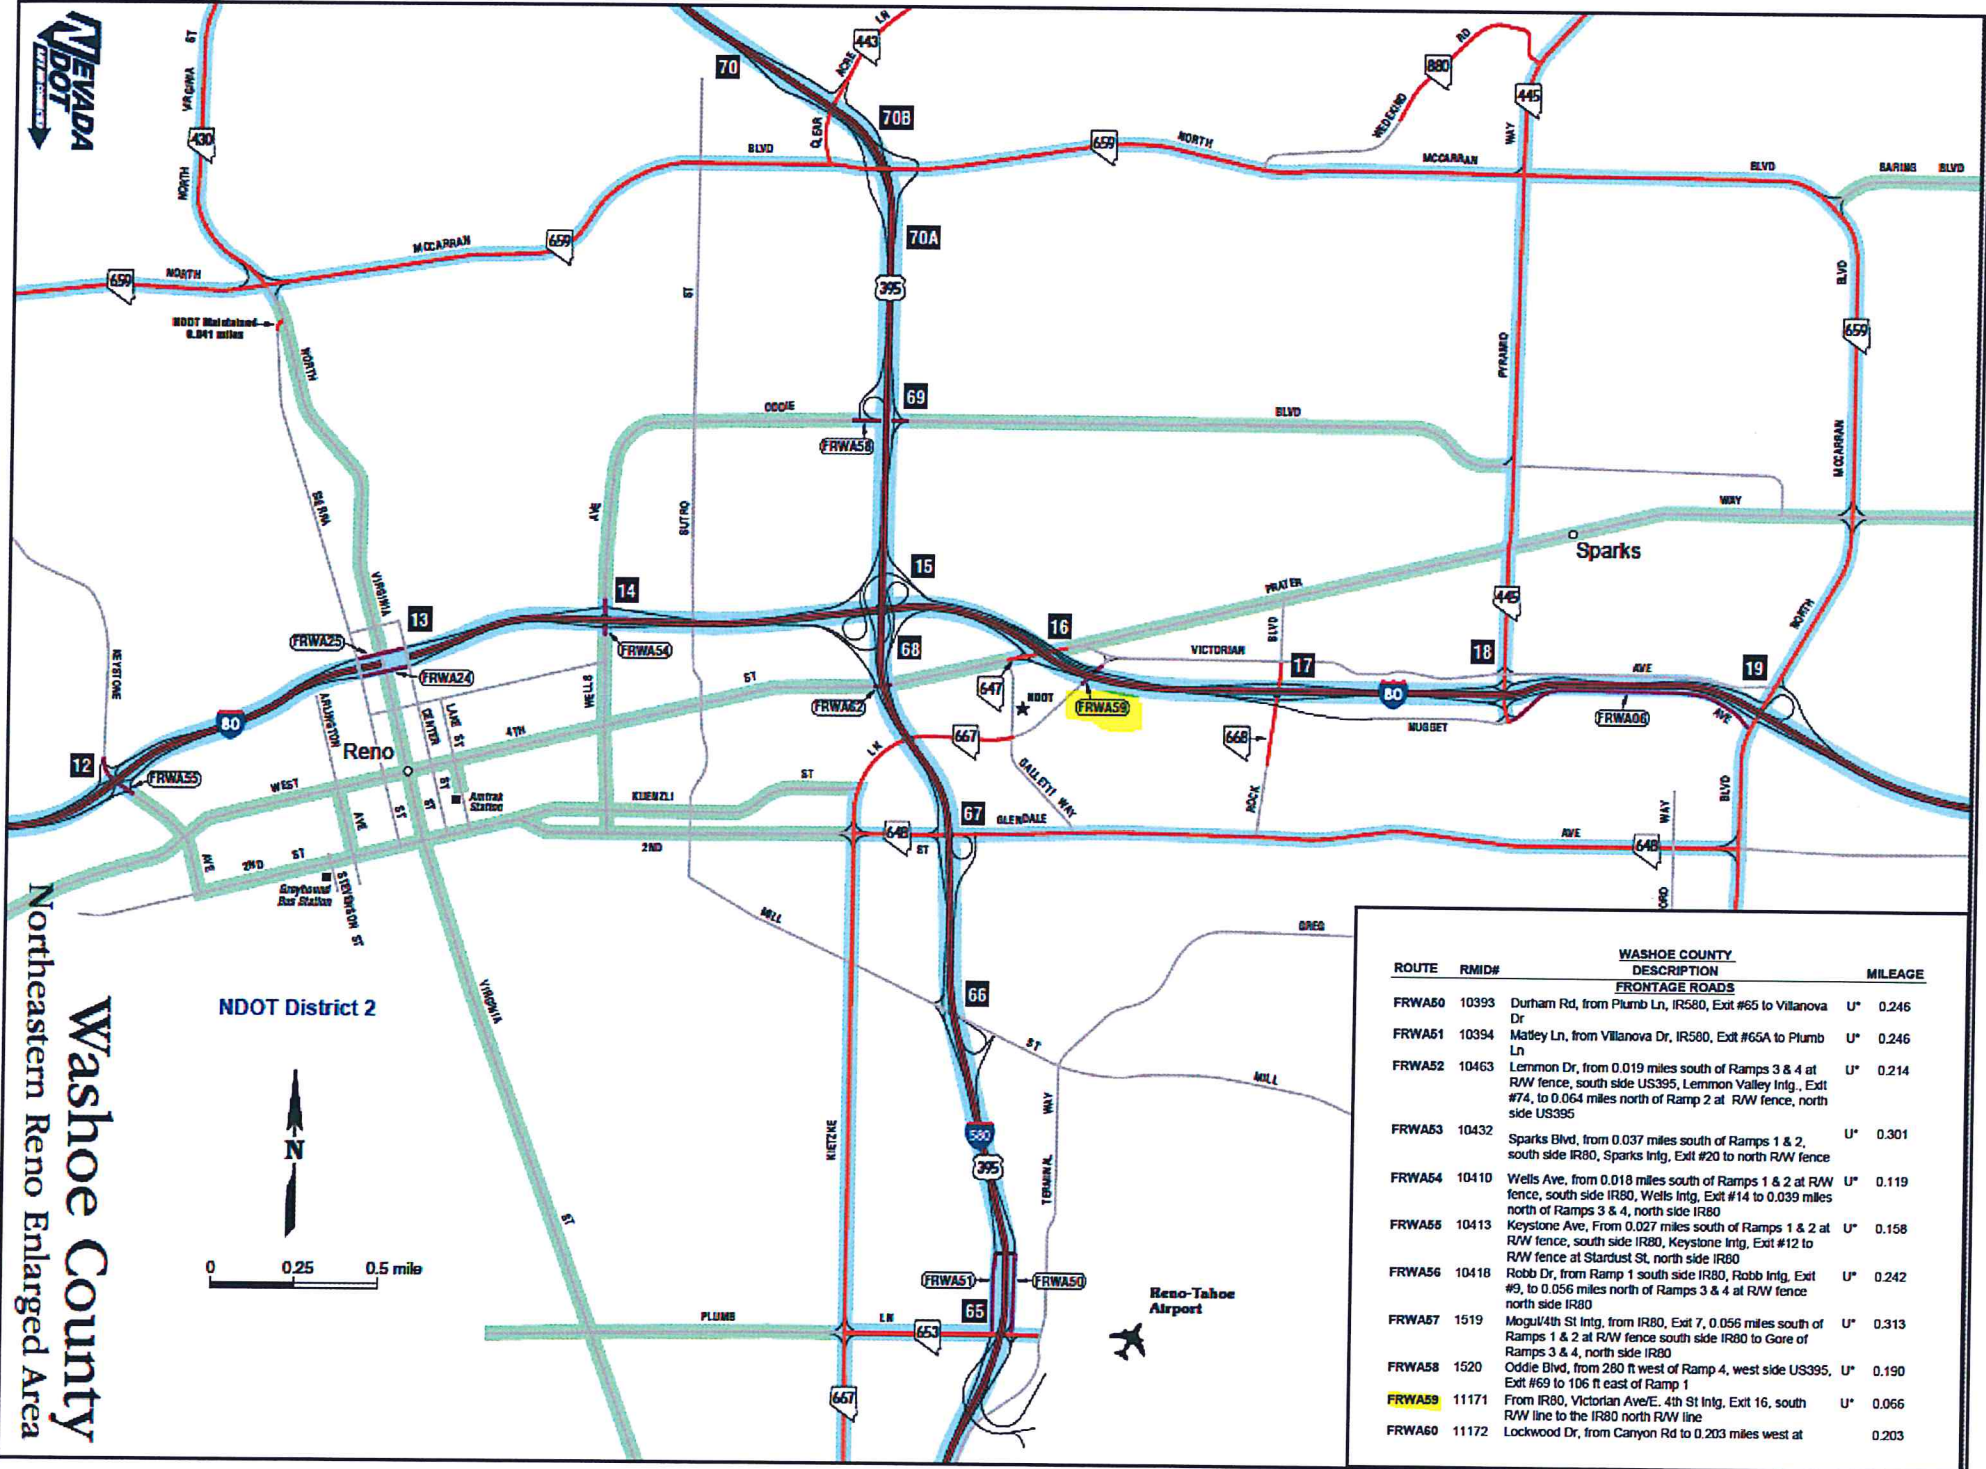 NEVADA
DOT
ST
VIRGINIA
430
NORTH
659
NORTH
MCCARRAN
659
BLVD
NDOT Maintained
0.041 miles
NORTH
SIERRA
VIRGINIA
70
443
LN
ACRE
CLEAR
70B
70A
395
659
NORTH
880
RD
WEDEKIND
445
WAY
MCCARRAN
BLVD
BARING BLVD
BLVD
659
MCCARRAN
PYRAMID
ST
SUTRO
AVE
ODDIE
69
FRWA58
BLVD
WAY
Sparks
PRATER
445
NORTH
15
14
13
FRWA25
FRWA24
FRWA54
68
16
VICTORIAN
BLVD
17
18
AVE
19
KEYSTONE
80
ARLINGTON
CENTER
LAKE ST
WELLS
ST
FRWA62
647
NDOT
FRWA59
80
FRWA06
AVE
NUGGET
4TH
LN
667
668
12
FRWA55
Reno
WEST
AVE
ST
ST
ST
Amtrak
Station
KUENZLI
ST
GALLETTI WAY
ROCK
67
GLENDALE
AVE
648
ST
648
WAY
BLVD
2ND
2ND ST
AVE
Greyhound
Bus Station
STEVENSON ST
MILL
GREG
ORD
66
ST
MILL
VIRGINIA
ST
NDOT District 2
N
0 0.25 0.5 mile
KIETZKE
580
395
TERMINAL WAY
FRWA51
FRWA50
65
PLUMB LN
653
667
Reno-Tahoe
Airport
Washoe County
Northeastern Reno Enlarged Area
WASHOE COUNTY
ROUTE RMID# DESCRIPTION MILEAGE
FRONTAGE ROADS
FRWA50 10393 Durham Rd, from Plumb Ln, IR580, Exit #65 to Villanova U* 0.246
Dr
FRWA51 10394 Matley Ln, from Villanova Dr, IR580, Exit #65A to Plumb U* 0.246
Ln
FRWA52 10463 Lemmon Dr, from 0.019 miles south of Ramps 3 & 4 at U* 0.214
R/W fence, south side US395, Lemmon Valley Intg., Exit
#74, to 0.064 miles north of Ramp 2 at R/W fence, north
side US395
FRWA53 10432 Sparks Blvd, from 0.037 miles south of Ramps 1 & 2, U* 0.301
south side IR80, Sparks Intg, Exit #20 to north R/W fence
FRWA54 10410 Wells Ave, from 0.018 miles south of Ramps 1 & 2 at R/W U* 0.119
fence, south side IR80, Wells Intg, Exit #14 to 0.039 miles
north of Ramps 3 & 4, north side IR80
FRWA55 10413 Keystone Ave, From 0.027 miles south of Ramps 1 & 2 at U* 0.158
R/W fence, south side IR80, Keystone Intg, Exit #12 to
R/W fence at Stardust St, north side IR80
FRWA56 10418 Robb Dr, from Ramp 1 south side IR80, Robb Intg, Exit U* 0.242
#9, to 0.056 miles north of Ramps 3 & 4 at R/W fence
north side IR80
FRWA57 1519 Mogul/4th St Intg, from IR80, Exit 7, 0.056 miles south of U* 0.313
Ramps 1 & 2 at R/W fence south side IR80 to Gore of
Ramps 3 & 4, north side IR80
FRWA58 1520 Oddie Blvd, from 280 ft west of Ramp 4, west side US395, U* 0.190
Exit #69 to 106 ft east of Ramp 1
FRWA59 11171 From IR80, Victorian Ave/E. 4th St Intg, Exit 16, south U* 0.066
R/W line to the IR80 north R/W line
FRWA60 11172 Lockwood Dr, from Canyon Rd to 0.203 miles west at 0.203